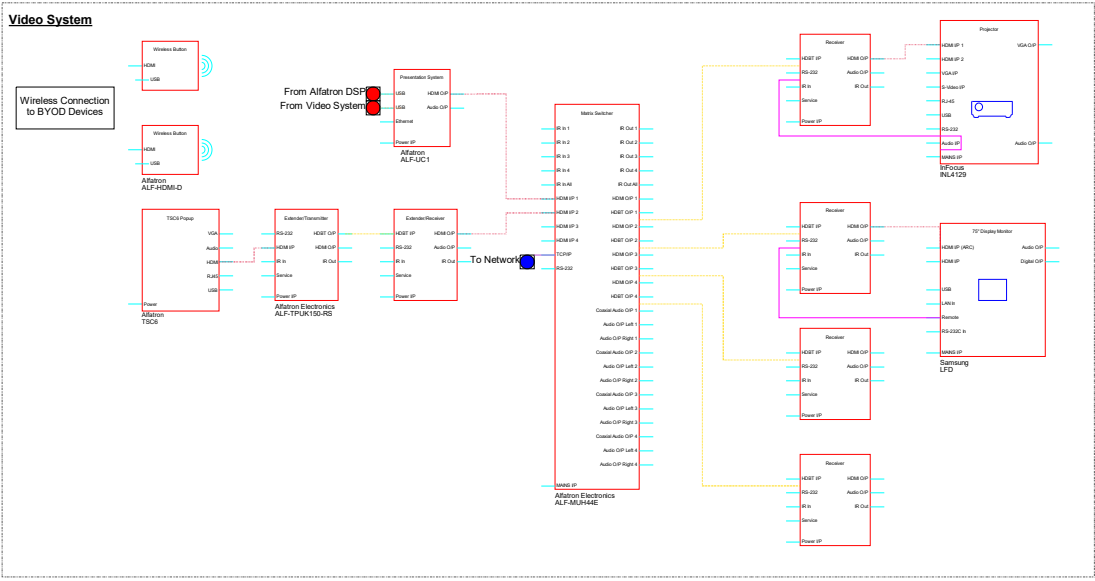 Video System
Wireless Button
HDMI
USB
Wireless Connection
to BYOD Devices
Wireless Button
HDMI
USB
Alfatron
ALF-HDMI-D
From Alfatron DSP
From Video System
Presentation System
USB
HDMI O/P
USB
Audio O/P
Ethernet
Power I/P
Alfatron
ALF-UC1
TSC6 Popup
VGA
Audio
HDMI
RJ45
USB
Power
Alfatron
TSC6
Extender/Transmitter
RS-232
HDBT O/P
HDMI I/P
HDMI O/P
IR In
IR Out
Service
Power I/P
Alfatron Electronics
ALF-TPUK150-RS
Extender/Receiver
HDBT I/P
HDMI O/P
RS-232
Audio O/P
IR In
IR Out
Service
Power I/P
To Network
Matrix Switcher
IR In 1
IR Out 1
IR In 2
IR Out 2
IR In 3
IR Out 3
IR In 4
IR Out 4
IR In All
IR Out All
HDMI I/P 1
HDMI O/P 1
HDMI I/P 2
HDBT O/P 1
HDMI I/P 3
HDMI O/P 2
HDMI I/P 4
HDBT O/P 2
TCP/IP
HDMI O/P 3
RS-232
HDBT O/P 3
HDMI O/P 4
HDBT O/P 4
Coaxial Audio O/P 1
Audio O/P Left 1
Audio O/P Right 1
Coaxial Audio O/P 2
Audio O/P Left 2
Audio O/P Right 2
Coaxial Audio O/P 3
Audio O/P Left 3
Audio O/P Right 3
Coaxial Audio O/P 4
Audio O/P Left 4
Audio O/P Right 4
MAINS I/P
Alfatron Electronics
ALF-MUH44E
Receiver
HDBT I/P
HDMI O/P
RS-232
Audio O/P
IR In
IR Out
Service
Power I/P
Projector
HDMI I/P 1
VGA O/P
HDMI I/P 2
VGA I/P
S-Video I/P
RJ-45
USB
RS-232
Audio I/P
Audio O/P
MAINS I/P
InFocus
INL4129
Receiver
HDBT I/P
HDMI O/P
RS-232
Audio O/P
IR In
IR Out
Service
Power I/P
75" Display Monitor
HDMI I/P (ARC)
Audio O/P
HDMI I/P
Digital O/P
USB
LAN In
Remote
RS-232C In
MAINS I/P
Samsung
LFD
Receiver
HDBT I/P
HDMI O/P
RS-232
Audio O/P
IR In
IR Out
Service
Power I/P
Receiver
HDBT I/P
HDMI O/P
RS-232
Audio O/P
IR In
IR Out
Service
Power I/P